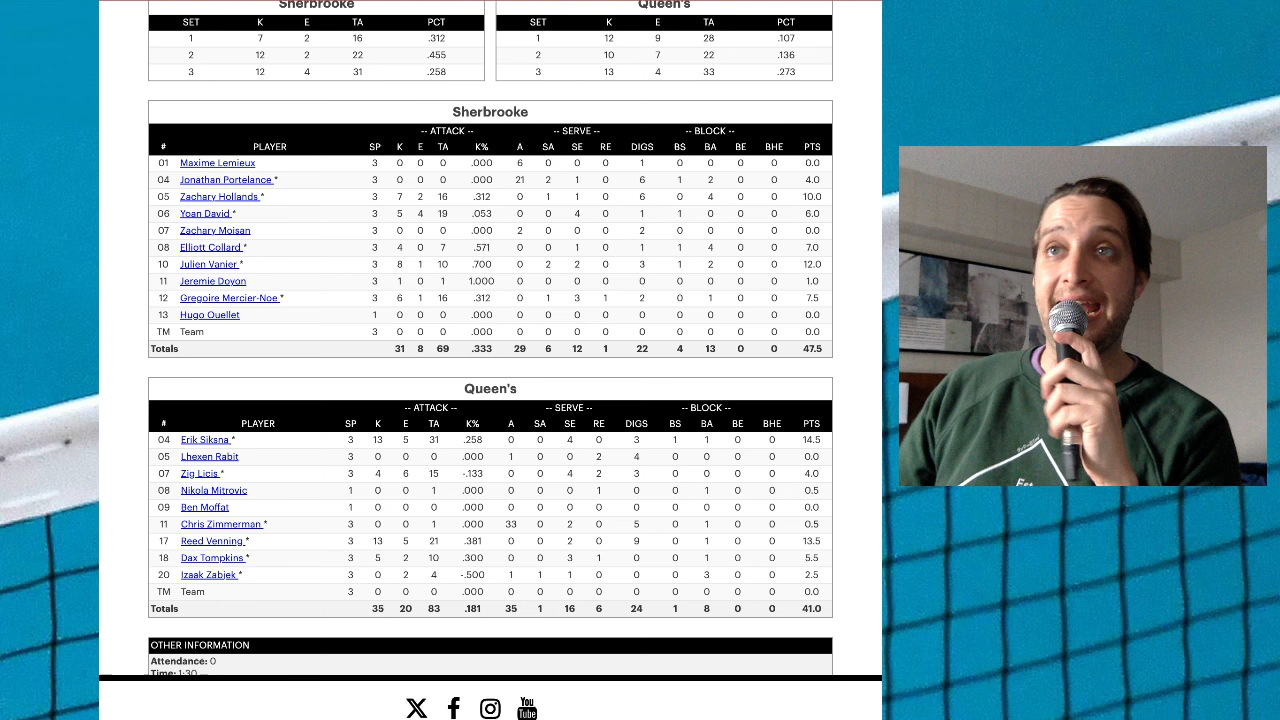 Sherbrooke Queen's
SET K E TA PCT SET K E TA PCT
1 7 2 16 .312 1 12 9 28 .107
2 12 2 22 .455 2 10 7 22 .136
3 12 4 31 .258 3 13 4 33 .273
Sherbrooke
-- ATTACK -- -- SERVE -- -- BLOCK --
# PLAYER SP K E TA K% A SA SE RE DIGS BS BA BE BHE PTS
01 Maxime Lemieux 3 0 0 0 .000 6 0 0 0 1 0 0 0 0 0.0
04 Jonathan Portelance * 3 0 0 0 .000 21 2 1 0 6 1 2 0 0 4.0
05 Zachary Hollands * 3 7 2 16 .312 0 1 1 0 6 0 4 0 0 10.0
06 Yoan David * 3 5 4 19 .053 0 0 4 0 1 1 0 0 0 6.0
07 Zachary Moisan 3 0 0 0 .000 2 0 0 0 2 0 0 0 0 0.0
08 Elliott Collard * 3 4 0 7 .571 0 0 1 0 1 1 4 0 0 7.0
10 Julien Vanier * 3 8 1 10 .700 0 2 2 0 3 1 2 0 0 12.0
11 Jeremie Doyon 3 1 0 1 1.000 0 0 0 0 0 0 0 0 0 1.0
12 Gregoire Mercier-Noe * 3 6 1 16 .312 0 1 3 1 2 0 1 0 0 7.5
13 Hugo Ouellet 1 0 0 0 .000 0 0 0 0 0 0 0 0 0 0.0
TM Team 3 0 0 0 .000 0 0 0 0 0 0 0 0 0 0.0
Totals 31 8 69 .333 29 6 12 1 22 4 13 0 0 47.5
Queen's
-- ATTACK -- -- SERVE -- -- BLOCK --
# PLAYER SP K E TA K% A SA SE RE DIGS BS BA BE BHE PTS
04 Erik Siksna * 3 13 5 31 .258 0 0 4 0 3 1 1 0 0 14.5
05 Lhexen Rabit 3 0 0 0 .000 1 0 0 2 4 0 0 0 0 0.0
07 Zig Licis * 3 4 6 15 -.133 0 0 4 2 3 0 0 0 0 4.0
08 Nikola Mitrovic 1 0 0 1 .000 0 0 0 1 0 0 1 0 0 0.5
09 Ben Moffat 1 0 0 0 .000 0 0 0 0 0 0 0 0 0 0.0
11 Chris Zimmerman * 3 0 0 1 .000 33 0 2 0 5 0 1 0 0 0.5
17 Reed Venning * 3 13 5 21 .381 0 0 2 0 9 0 1 0 0 13.5
18 Dax Tompkins * 3 5 2 10 .300 0 0 3 1 0 0 1 0 0 5.5
20 Izaak Zabjek * 3 0 2 4 -.500 1 1 1 0 0 0 3 0 0 2.5
TM Team 3 0 0 0 .000 0 0 0 0 0 0 0 0 0 0.0
Totals 35 20 83 .181 35 1 16 6 24 1 8 0 0 41.0
OTHER INFORMATION
Attendance: 0
Time: 1:30
X f You Tube
Est